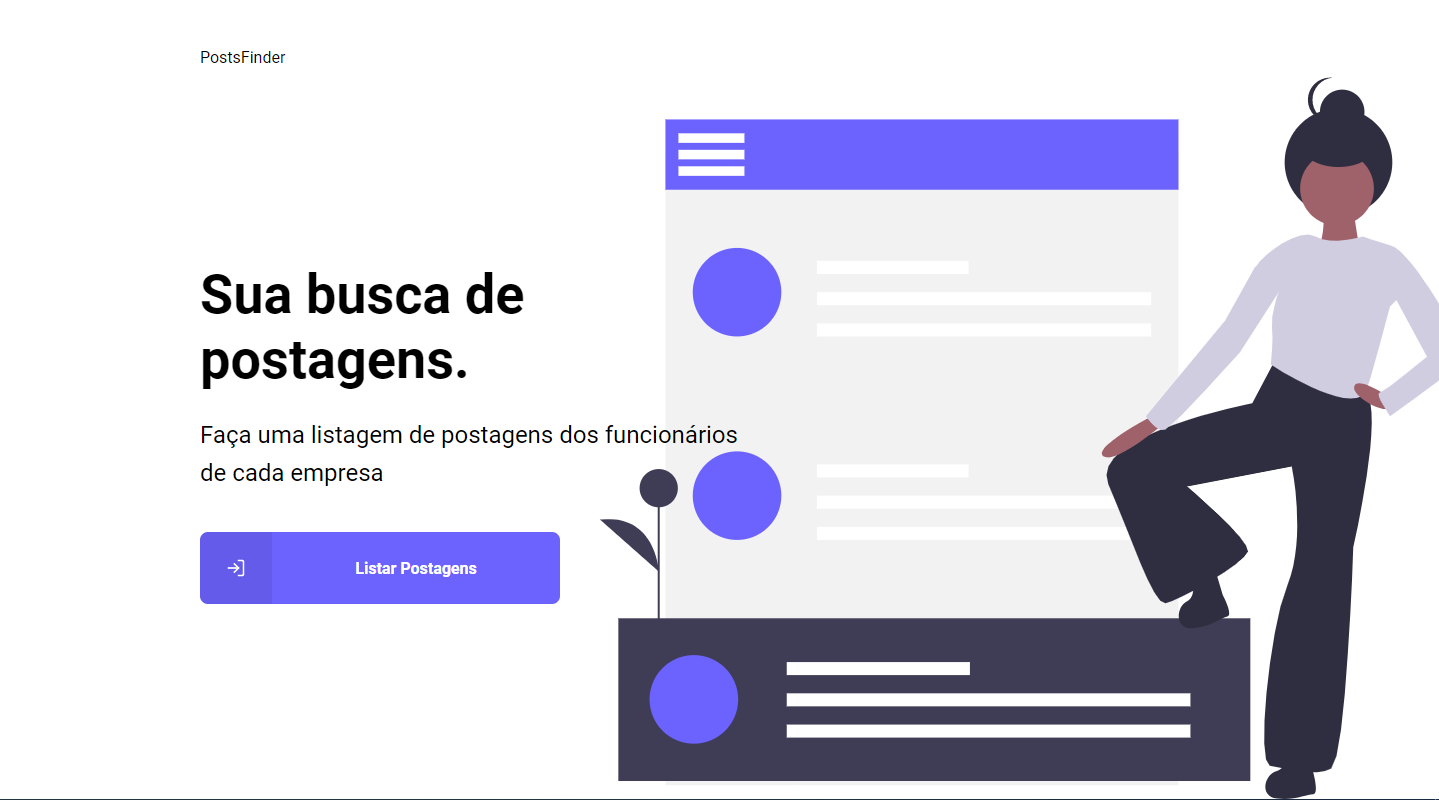 PostsFinder
Sua busca de
postagens.
Faça uma listagem de postagens dos funcionários
de cada empresa
Listar Postagens